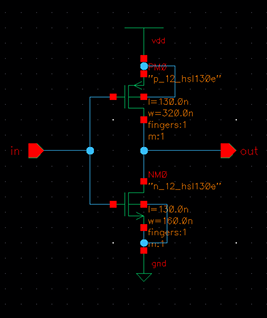 vdd
PM0
"p_12_hsl130e"
l=130.0n
w=320.0n
fingers:1
m:1
in
out
NM0
"n_12_hsl130e"
l=130.0n
w=160.0n
fingers:1
m:1
gnd